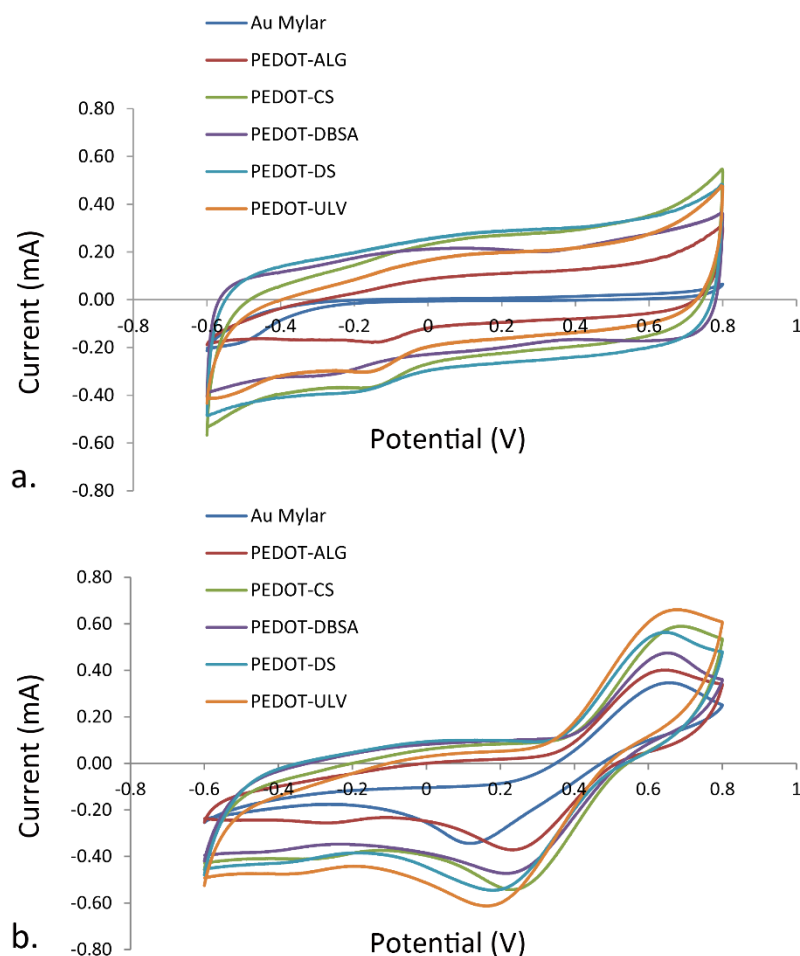 Au Mylar
PEDOT-ALG
PEDOT-CS
PEDOT-DBSA
PEDOT-DS
PEDOT-ULV
0.80
0.60
0.40
0.20
0.00
-0.20
-0.40
-0.60
-0.80
-0.8 -0.6 -0.4 -0.2 0 0.2 0.4 0.6 0.8 1
Current (mA)
Potential (V)
a.
Au Mylar
PEDOT-ALG
PEDOT-CS
PEDOT-DBSA
PEDOT-DS
PEDOT-ULV
0.80
0.60
0.40
0.20
0.00
-0.20
-0.40
-0.60
-0.80
-0.8 -0.6 -0.4 -0.2 0 0.2 0.4 0.6 0.8 1
Current (mA)
Potential (V)
b.